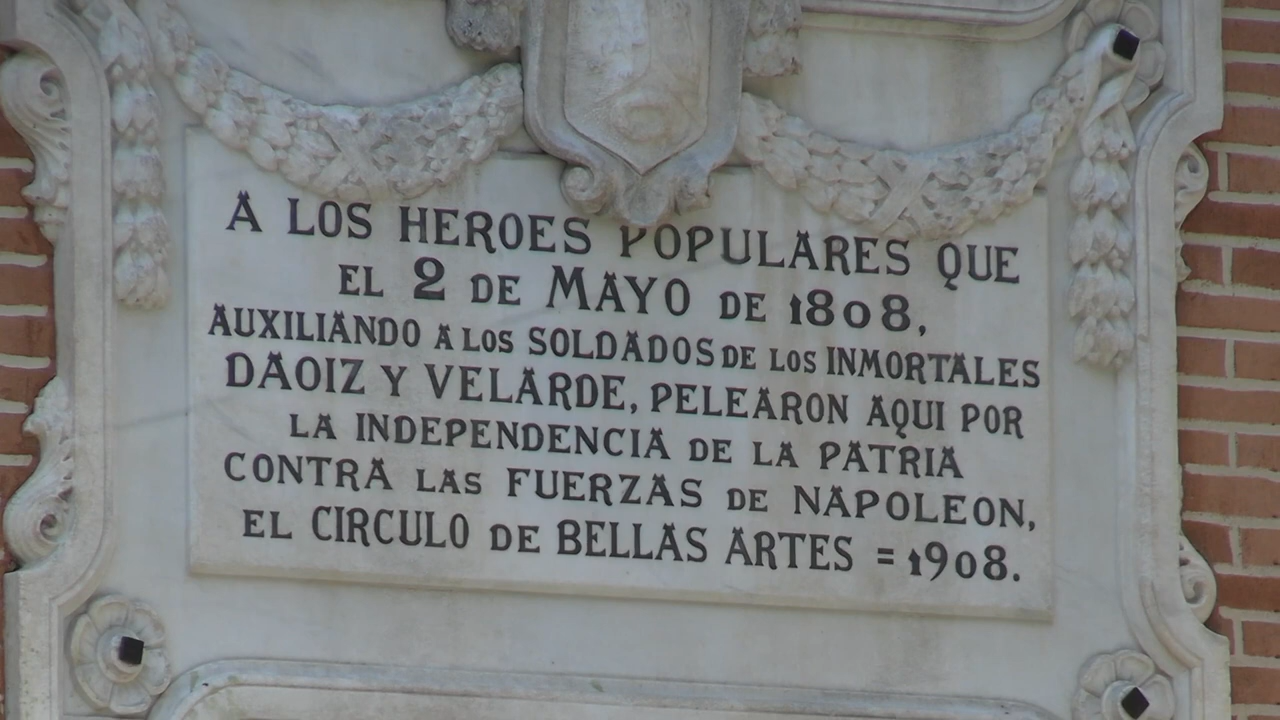 A LOS HEROES POPULARES QUE
EL 2 DE MAYO DE 1808,
AUXILIANDO A LOS SOLDADOS DE LOS INMORTALES
DAOIZ Y VELARDE, PELEARON AQUI POR
LA INDEPENDENCIA DE LA PATRIA
CONTRA LAS FUERZAS DE NAPOLEON,
EL CIRCULO DE BELLAS ARTES = 1908.